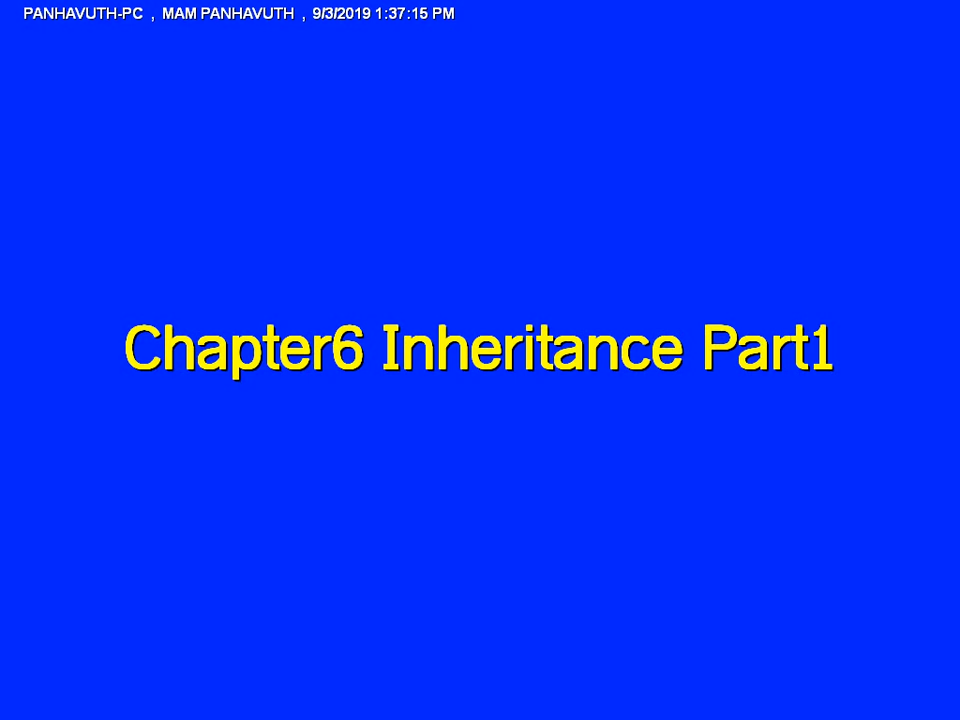 PANHAVUTH-PC , MAM PANHAVUTH , 9/3/2019 1:37:15 PM
Chapter6 Inheritance Part1